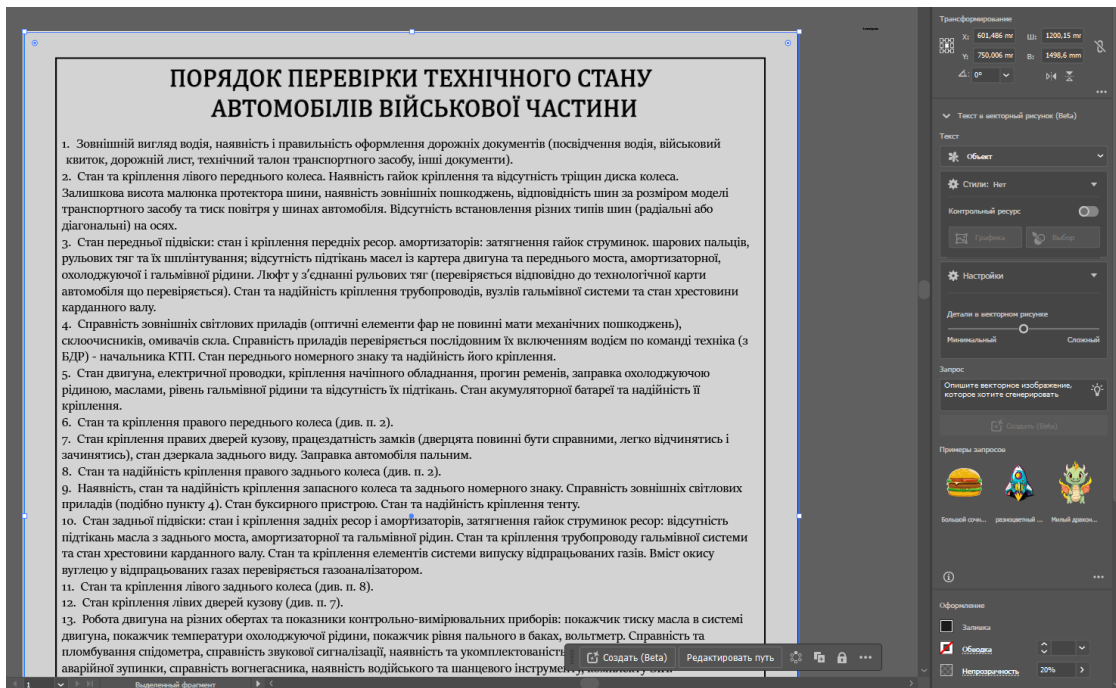 ПОРЯДОК ПЕРЕВІРКИ ТЕХНІЧНОГО СТАНУ
АВТОМОБІЛІВ ВІЙСЬКОВОЇ ЧАСТИНИ
1. Зовнішній вигляд водія, наявність і правильність оформлення дорожніх документів (посвідчення водія, військовий
квиток, дорожній лист, технічний талон транспортного засобу, інші документи).
2. Стан та кріплення лівого переднього колеса. Наявність гайок кріплення та відсутність тріщин диска колеса.
Залишкова висота малюнка протектора шини, наявність зовнішніх пошкоджень, відповідність шин за розміром моделі
транспортного засобу та тиск повітря у шинах автомобіля. Відсутність встановлення різних типів шин (радіальні або
діагональні) на осях.
3. Стан передньої підвіски: стан і кріплення передніх ресор. амортизаторів: затягнення гайок струминок. шарових пальців,
рульових тяг та їх шплінтування; відсутність підтікань масел із картера двигуна та переднього моста, амортизаторної,
охолоджуючої і гальмівної рідини. Люфт у з'єднанні рульових тяг (перевіряється відповідно до технологічної карти
автомобіля що перевіряється). Стан та надійність кріплення трубопроводів, вузлів гальмівної системи та стан хрестовини
карданного валу.
4. Справність зовнішніх світлових приладів (оптичні елементи фар не повинні мати механічних пошкоджень),
склоочисників, омивачів скла. Справність приладів перевіряється послідовним їх включенням водієм по команді техніка (з
БДР) - начальника КТП. Стан переднього номерного знаку та надійність його кріплення.
5. Стан двигуна, електричної проводки, кріплення начіпного обладнання, прогин ременів, заправка охолоджуючою
рідиною, маслами, рівень гальмівної рідини та відсутність їх підтікань. Стан акумуляторної батареї та надійність її
кріплення.
6. Стан та кріплення правого переднього колеса (див. п. 2).
7. Стан кріплення правих дверей кузову, працездатність замків (дверцята повинні бути справними, легко відчинятись і
зачинятись), стан дзеркала заднього виду. Заправка автомобіля пальним.
8. Стан та надійність кріплення правого заднього колеса (див. п. 2).
9. Наявність, стан та надійність кріплення запасного колеса та заднього номерного знаку. Справність зовнішніх світлових
приладів (подібно пункту 4). Стан буксирного пристрою. Стан та надійність кріплення тенту.
10. Стан задньої підвіски: стан і кріплення задніх ресор і амортизаторів, затягнення гайок струминок ресор: відсутність
підтікань масла з заднього моста, амортизаторної та гальмівної рідин. Стан та кріплення трубопроводу гальмівної системи
та стан хрестовини карданного валу. Стан та кріплення елементів системи випуску відпрацьованих газів. Вміст окису
вуглецю у відпрацьованих газах перевіряється газоаналізатором.
11. Стан та кріплення лівого заднього колеса (див. п. 8).
12. Стан кріплення лівих дверей кузову (див. п. 7).
13. Робота двигуна на різних обертах та показники контрольно-вимірювальних приборів: покажчик тиску масла в системі
двигуна, покажчик температури охолоджуючої рідини, покажчик рівня пального в баках, вольтметр. Справність та
пломбування спідометра, справність звукової сигналізації, наявність та укомплектованість
аварійної зупинки, справність вогнегасника, наявність водійського та шанцевого
Создать (Beta)
Редактировать путь
1
Выделенный фрагмент
Трансформирование
X: 601,486 mm
Ш: 1200,15 mm
Y: 750,006 mm
В: 1498,6 mm
0°
Текст в векторный рисунок (Beta)
Текст
Объект
Стили: Нет
Контрольный ресурс
Графика
Выбор
Настройки
Детали в векторном рисунке
Минимальный
Сложный
Запрос
Опишите векторное изображение,
которое хотите сгенерировать
Создать (Beta)
Примеры запросов
Большой сочн...
разноцветный ...
Милый дракон...
Оформление
Заливка
Обводка
Непрозрачность
20%